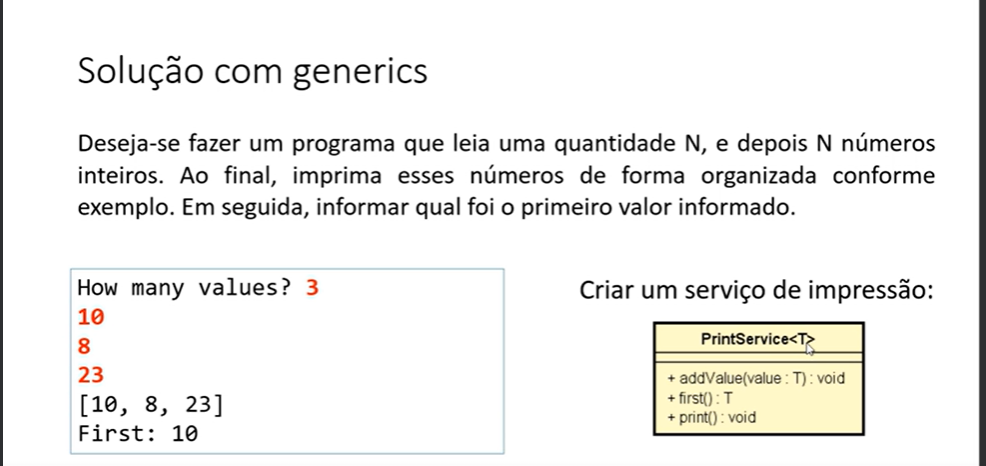 Solução com generics
Deseja-se fazer um programa que leia uma quantidade N, e depois N números
inteiros. Ao final, imprima esses números de forma organizada conforme
exemplo. Em seguida, informar qual foi o primeiro valor informado.
How many values? 3
10
8
23
[10, 8, 23]
First: 10
Criar um serviço de impressão:
PrintService<T>
+ addValue(value : T) : void
+ first() : T
+ print() : void